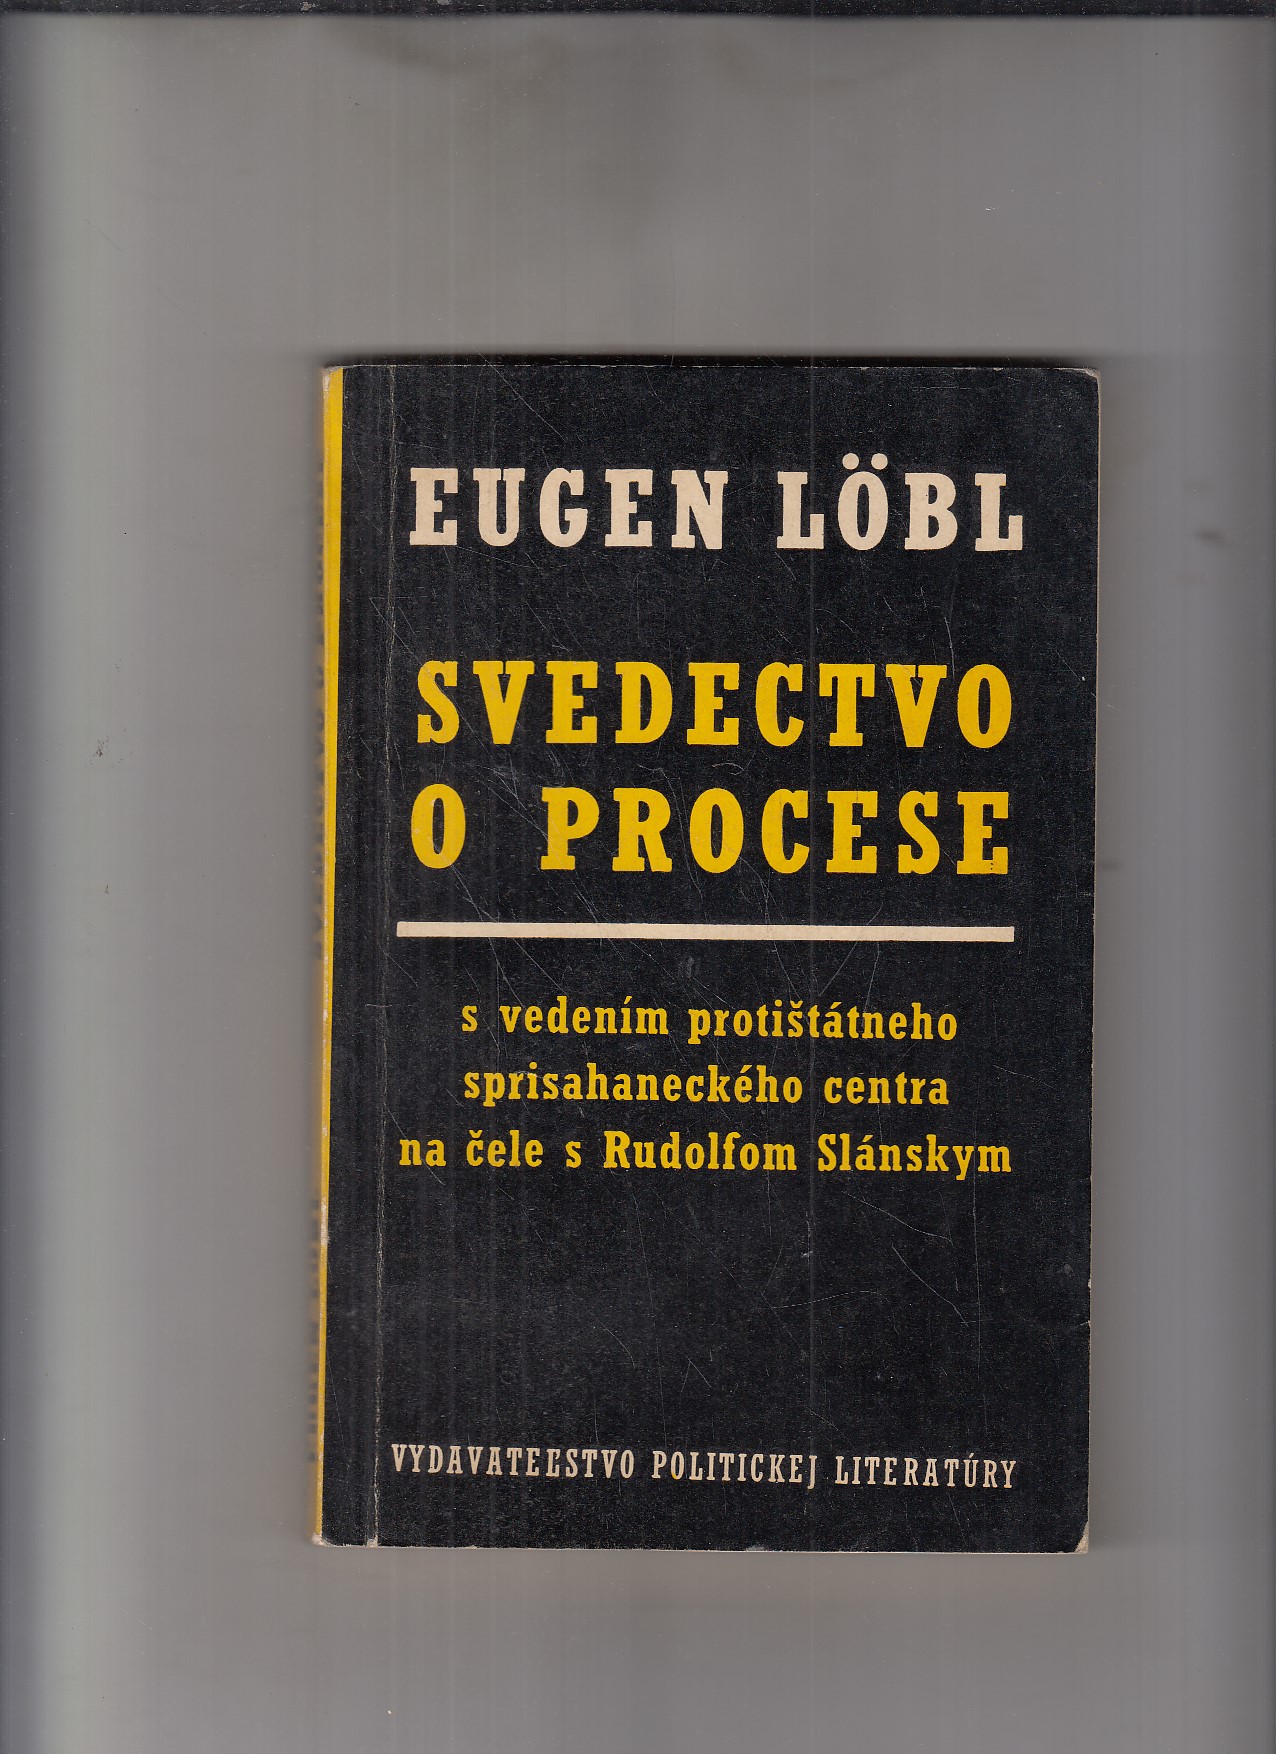 EUGEN LÖBL
SVEDECTVO
O PROCESE
s vedením protištátneho
sprisahaneckého centra
na čele s Rudolfom Slánskym
VYDAVATEĽSTVO POLITICKEJ LITERATÚRY